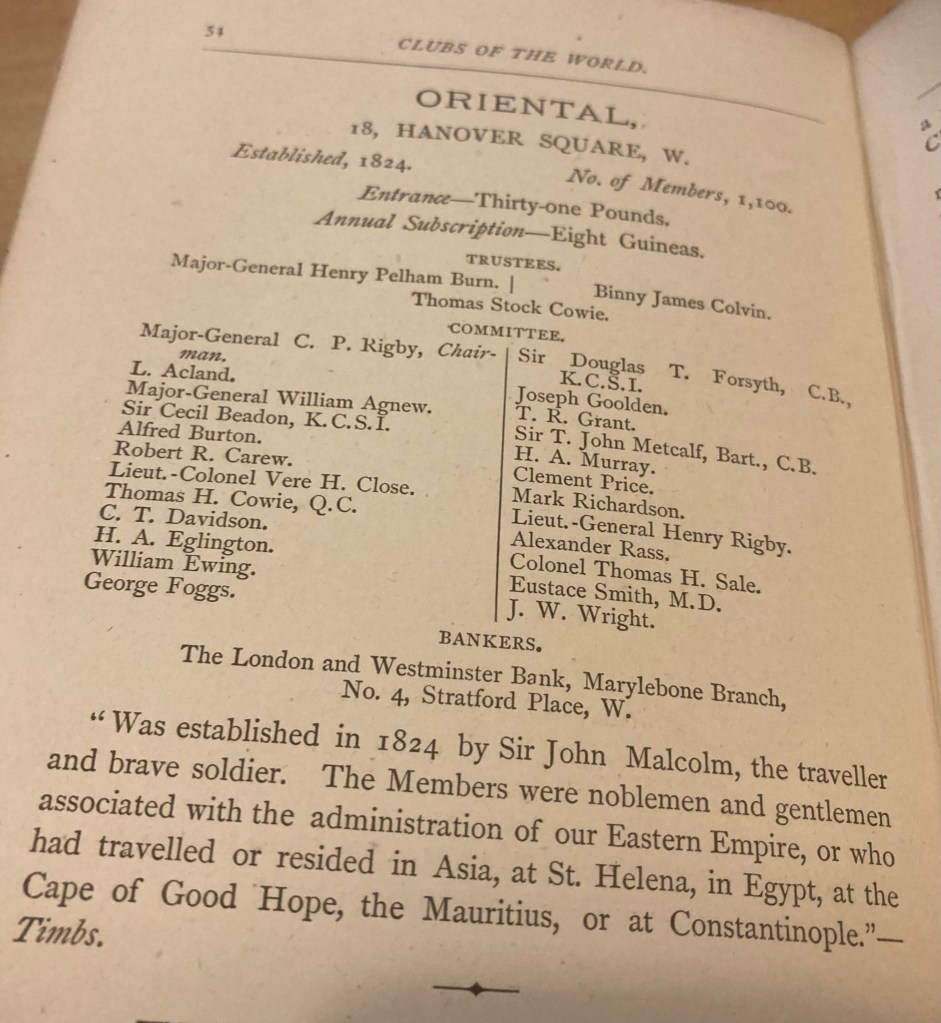 51
CLUBS OF THE WORLD.
ORIENTAL,
18, HANOVER SQUARE, W.
Established, 1824.
No. of Members, 1,100.
Entrance—Thirty-one Pounds.
Annual Subscription—Eight Guineas.
TRUSTEES.
Major-General Henry Pelham Burn. | Binny James Colvin.
Thomas Stock Cowie.
COMMITTEE.
Major-General C. P. Rigby, Chair-
man.
L. Acland.
Major-General William Agnew.
Sir Cecil Beadon, K.C.S.I.
Alfred Burton.
Robert R. Carew.
Lieut.-Colonel Vere H. Close.
Thomas H. Cowie, Q.C.
C. T. Davidson.
H. A. Eglington.
William Ewing.
George Foggs.
Sir Douglas T. Forsyth, C.B.,
K.C.S.I.
Joseph Goolden.
T. R. Grant.
Sir T. John Metcalf, Bart., C.B.
H. A. Murray.
Clement Price.
Mark Richardson.
Lieut.-General Henry Rigby.
Alexander Rass.
Colonel Thomas H. Sale.
Eustace Smith, M.D.
J. W. Wright.
BANKERS.
The London and Westminster Bank, Marylebone Branch,
No. 4, Stratford Place, W.
“Was established in 1824 by Sir John Malcolm, the traveller
and brave soldier. The Members were noblemen and gentlemen
associated with the administration of our Eastern Empire, or who
had travelled or resided in Asia, at St. Helena, in Egypt, at the
Cape of Good Hope, the Mauritius, or at Constantinople.”—
Timbs.